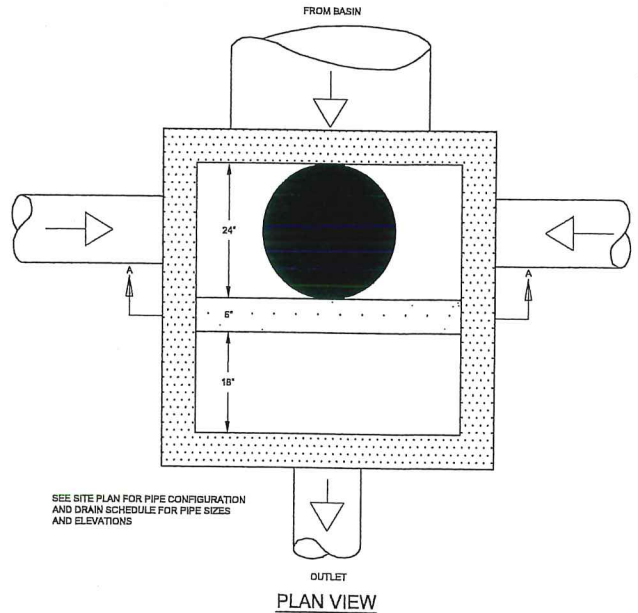 FROM BASIN
24"
A
A
6"
18"
SEE SITE PLAN FOR PIPE CONFIGURATION
AND DRAIN SCHEDULE FOR PIPE SIZES
AND ELEVATIONS
OUTLET
PLAN VIEW